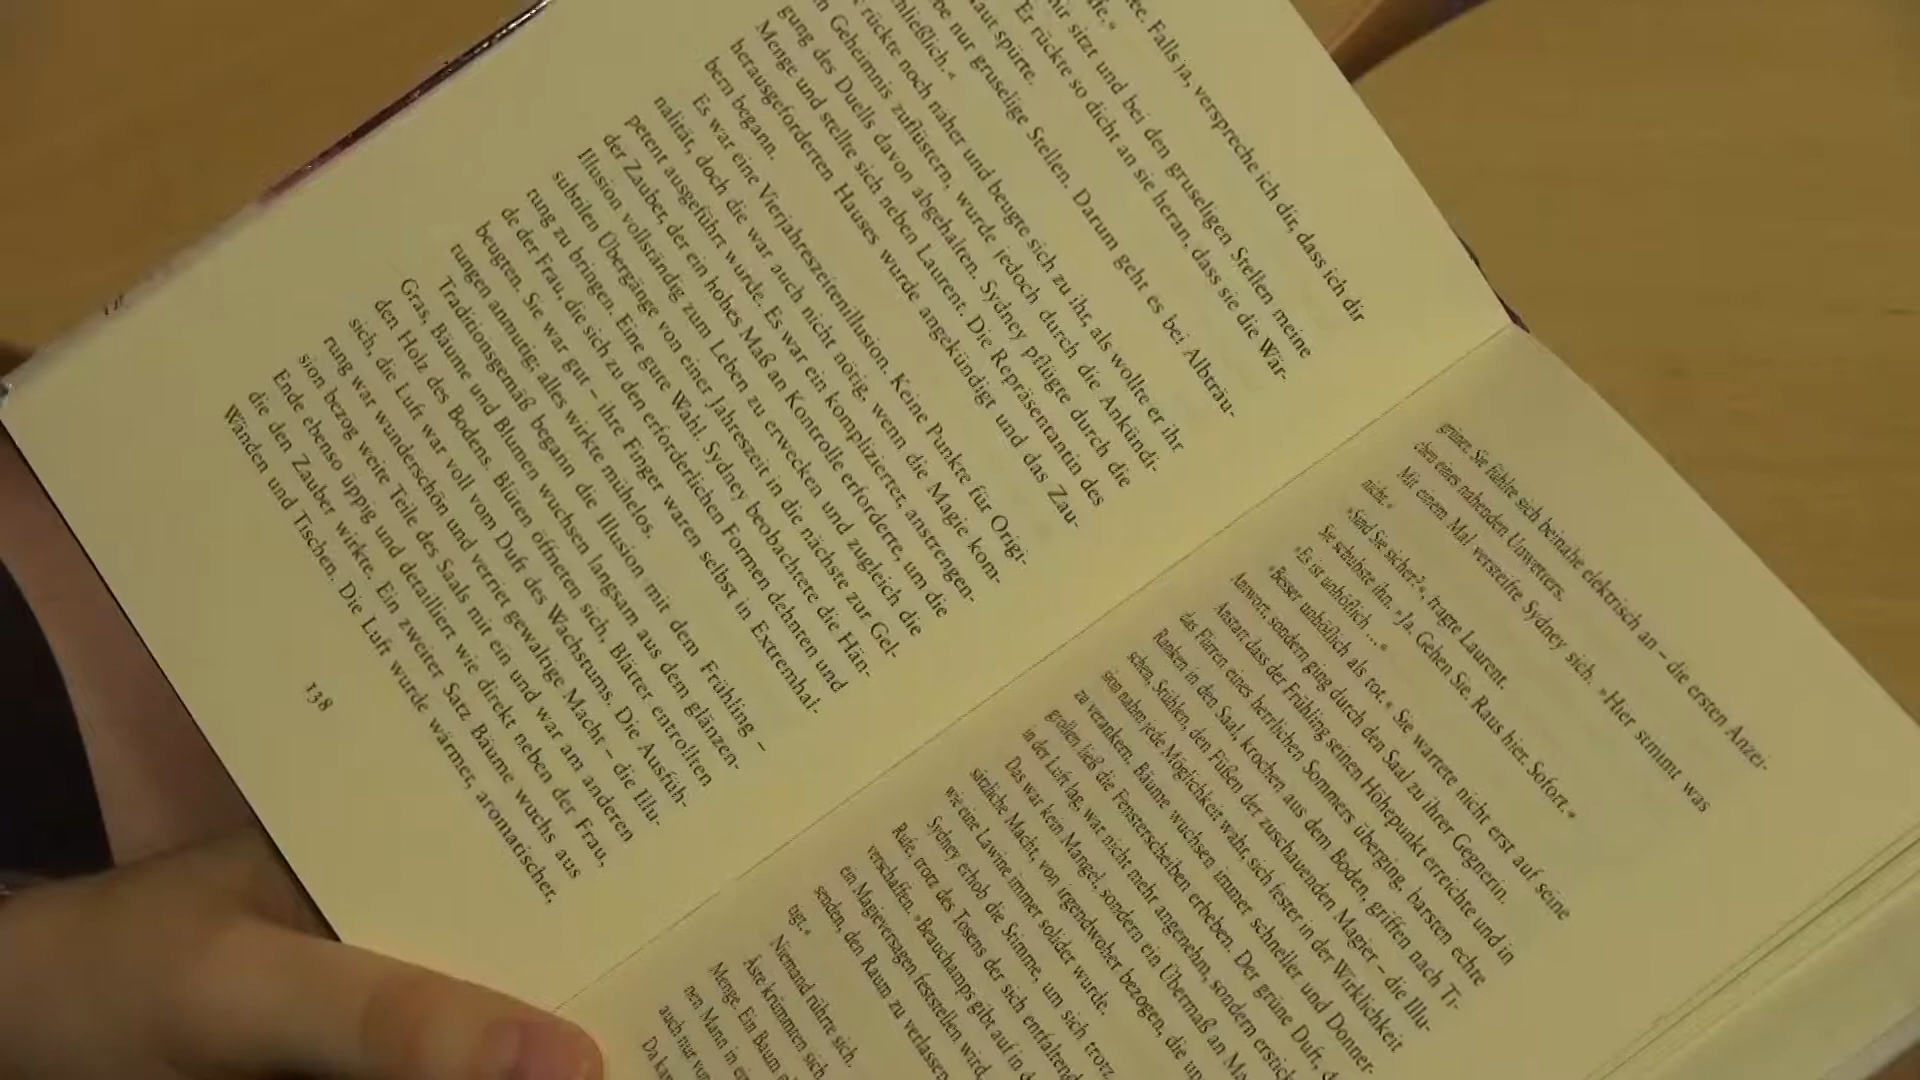 ée. Falls ja, verspreche ich dir, dass ich dir
fe.«
nir sitzt und bei den gruseligen Stellen meine
Er rückte so dicht an sie heran, dass sie die Wär-
aut spürte.
be nur gruselige Stellen. Darum geht es bei Albträu-
hließlich.«
rückte noch näher und beugte sich zu ihr, als wollte er ihr
n Geheimnis zuflüstern, wurde jedoch durch die Ankündi-
gung des Duells davon abgehalten. Sydney pflügte durch die
Menge und stellte sich neben Laurent. Die Repräsentantin des
herausgeforderten Hauses wurde angekündigt und das Zau-
bern begann.
Es war eine Vierjahreszeitenillusion. Keine Punkte für Origi-
nalität, doch die war auch nicht nötig, wenn die Magie kom-
petent ausgeführt wurde. Es war ein komplizierter, anstrengen-
der Zauber, der ein hohes Maß an Kontrolle erforderte, um die
Illusion vollständig zum Leben zu erwecken und zugleich die
subtilen Übergänge von einer Jahreszeit in die nächste zur Gel-
tung zu bringen. Eine gute Wahl. Sydney beobachtete die Hän-
de der Frau, die sich zu den erforderlichen Formen dehnten und
beugten. Sie war gut – ihre Finger waren selbst in Extremhal-
tungen anmutig; alles wirkte mühelos.
Traditionsgemäß begann die Illusion mit dem Frühling –
Gras, Bäume und Blumen wuchsen langsam aus dem glänzen-
den Holz des Bodens. Blüten öffneten sich, Blätter entrollten
sich, die Luft war voll vom Duft des Wachstums. Die Ausfüh-
rung war wunderschön und verriet gewaltige Macht – die Illu-
sion bezog weite Teile des Saals mit ein und war am anderen
Ende ebenso üppig und detailliert wie direkt neben der Frau,
die den Zauber wirkte. Ein zweiter Satz Bäume wuchs aus
Wänden und Tischen. Die Luft wurde wärmer, aromatischer,
138
grüner. Sie fühlte sich beinahe elektrisch an – die ersten Anzei-
chen eines nahenden Unwetters.
Mit einem Mal versteifte Sydney sich. »Hier stimmt was
nicht.«
»Sind Sie sicher?«, fragte Laurent.
Sie schubste ihn. »Ja. Gehen Sie. Raus hier. Sofort.«
»Es ist unhöflich ...«
»Besser unhöflich als tot.« Sie wartete nicht erst auf seine
Antwort, sondern ging durch den Saal zu ihrer Gegnerin.
Anstatt dass der Frühling seinen Höhepunkt erreichte und in
das Flirren eines herrlichen Sommers überging, barsten echte
Ranken in den Saal, krochen aus dem Boden, griffen nach Ti-
schen, Stühlen, den Füßen der zuschauenden Magier – die Illu-
sion nahm jede Möglichkeit wahr, sich fester in der Wirklichkeit
zu verankern. Bäume wuchsen immer schneller und Donner-
grollen ließ die Fensterscheiben erbeben. Der grüne Duft, d
in der Luft lag, war nicht mehr angenehm, sondern erstick
Das war kein Mangel, sondern ein Übermaß an Ma
sätzliche Macht, von irgendwoher bezogen, die un
wie eine Lawine immer solider wurde.
Sydney erhob die Stimme, um sich trotz
Rufe, trotz des Tosens der sich entfaltend
verschaffen. »Beauchamps gibt auf in d
ein Magieversagen feststellen wird,
senden, den Raum zu verlassen
tigt.«
Niemand rührte sich.
Äste krümmten sich
Menge. Ein Baum
nen Mann in ei
auch nur vor
Da kan